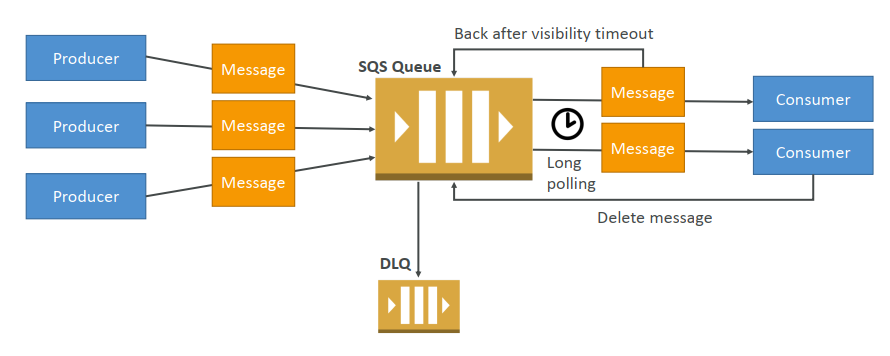 Back after visibility timeout
Producer
Message
SQS Queue
Message
Consumer
Producer
Message
Message
Consumer
Long
polling
Producer
Message
Delete message
DLQ